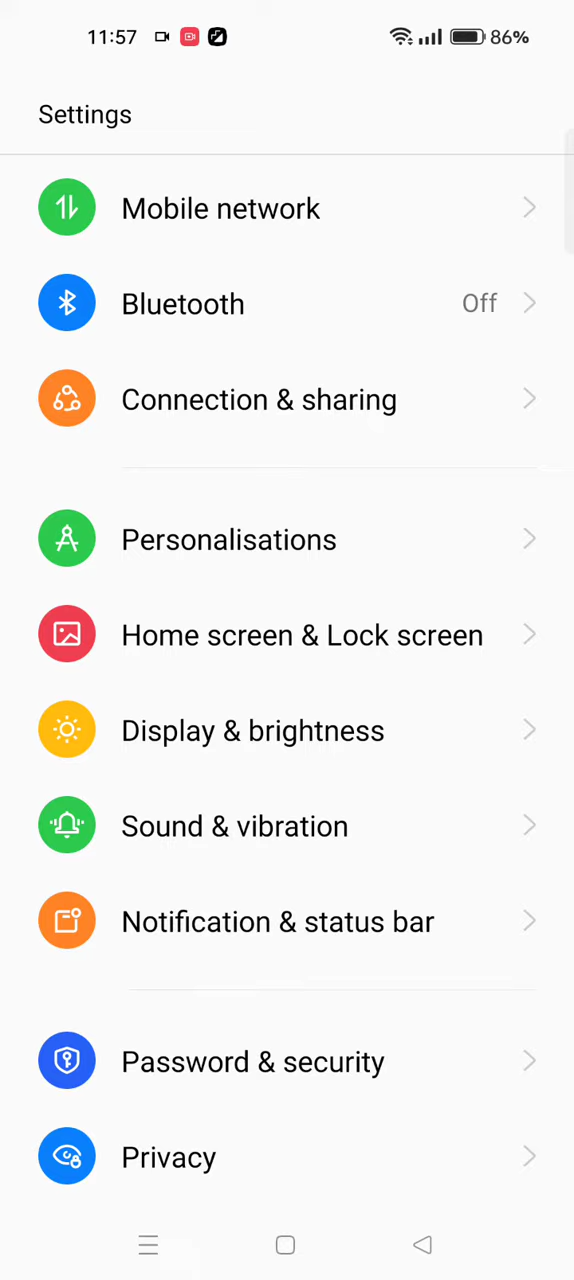 11:57 86%
Settings
Mobile network
Bluetooth Off
Connection & sharing
Personalisations
Home screen & Lock screen
Display & brightness
Sound & vibration
Notification & status bar
Password & security
Privacy